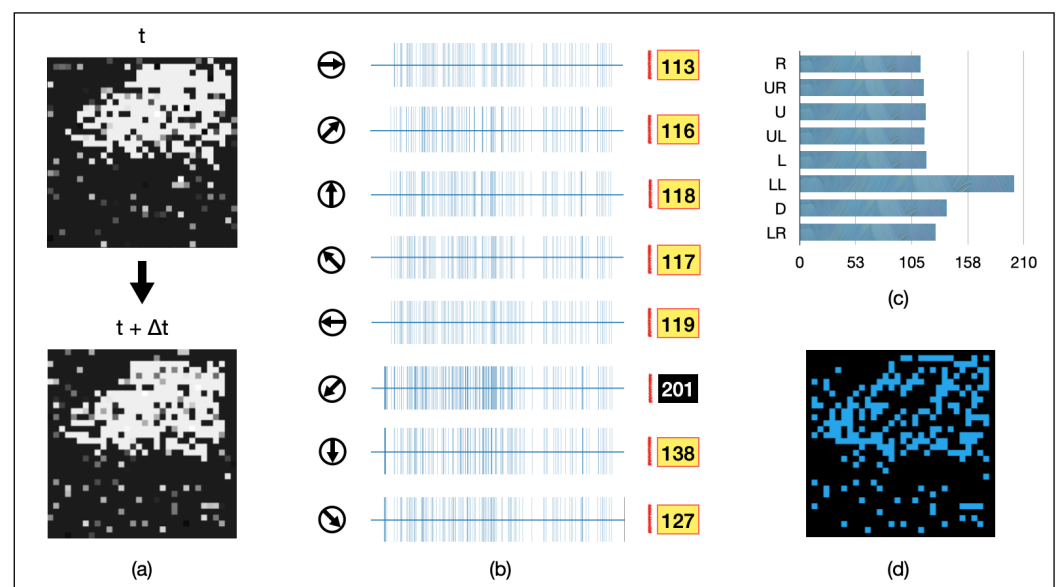 t
t + Δt
(a)
113
116
118
117
119
201
138
127
(b)
R
UR
U
UL
L
LL
D
LR
0 53 105 158 210
(c)
(d)